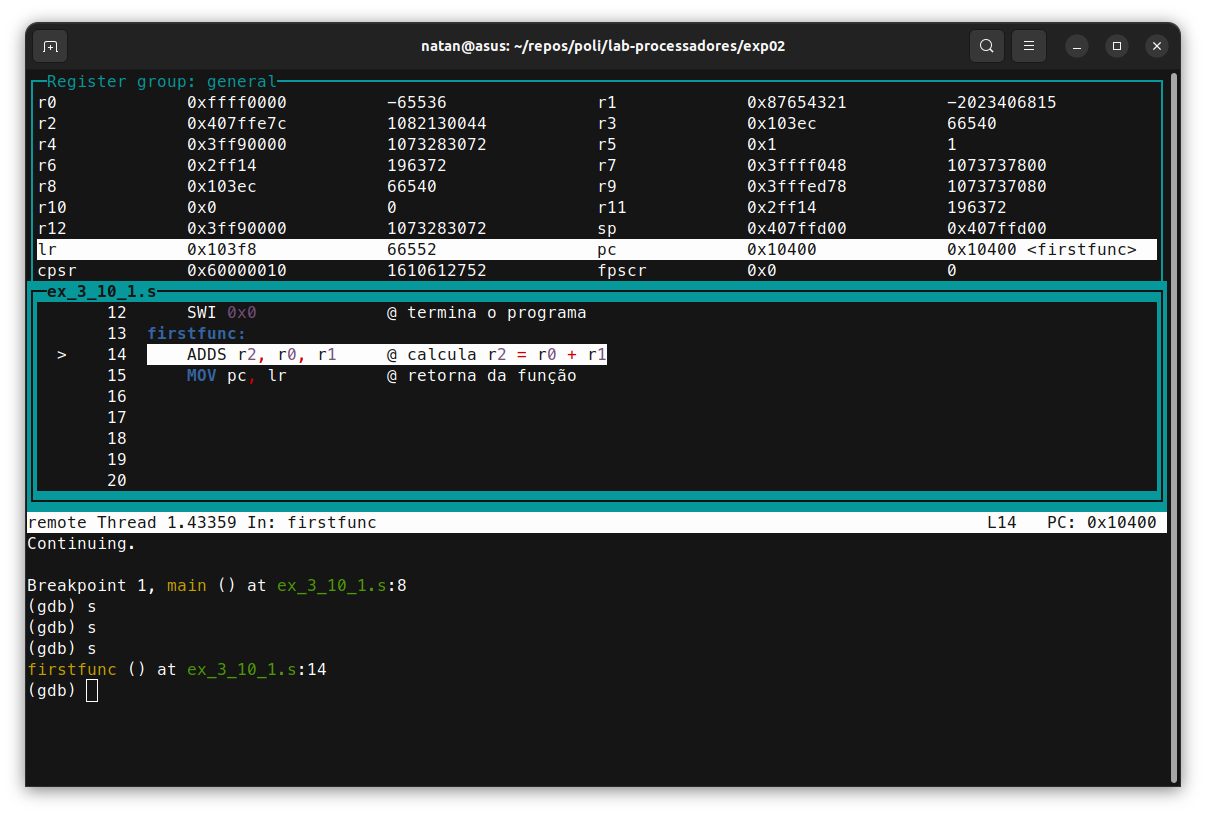 natan@asus: ~/repos/poli/lab-processadores/exp02
Register group: general
r0 0xffff0000 -65536 r1 0x87654321 -2023406815
r2 0x407ffe7c 1082130044 r3 0x103ec 66540
r4 0x3ff90000 1073283072 r5 0x1 1
r6 0x2ff14 196372 r7 0x3ffff048 1073737800
r8 0x103ec 66540 r9 0x3fffed78 1073737080
r10 0x0 0 r11 0x2ff14 196372
r12 0x3ff90000 1073283072 sp 0x407ffd00 0x407ffd00
lr 0x103f8 66552 pc 0x10400 0x10400 <firstfunc>
cpsr 0x60000010 1610612752 fpscr 0x0 0
ex_3_10_1.s
12 SWI 0x0 @ termina o programa
13 firstfunc:
> 14 ADDS r2, r0, r1 @ calcula r2 = r0 + r1
15 MOV pc, lr @ retorna da função
16
17
18
19
20
remote Thread 1.43359 In: firstfunc L14 PC: 0x10400
Continuing.
Breakpoint 1, main () at ex_3_10_1.s:8
(gdb) s
(gdb) s
(gdb) s
firstfunc () at ex_3_10_1.s:14
(gdb)